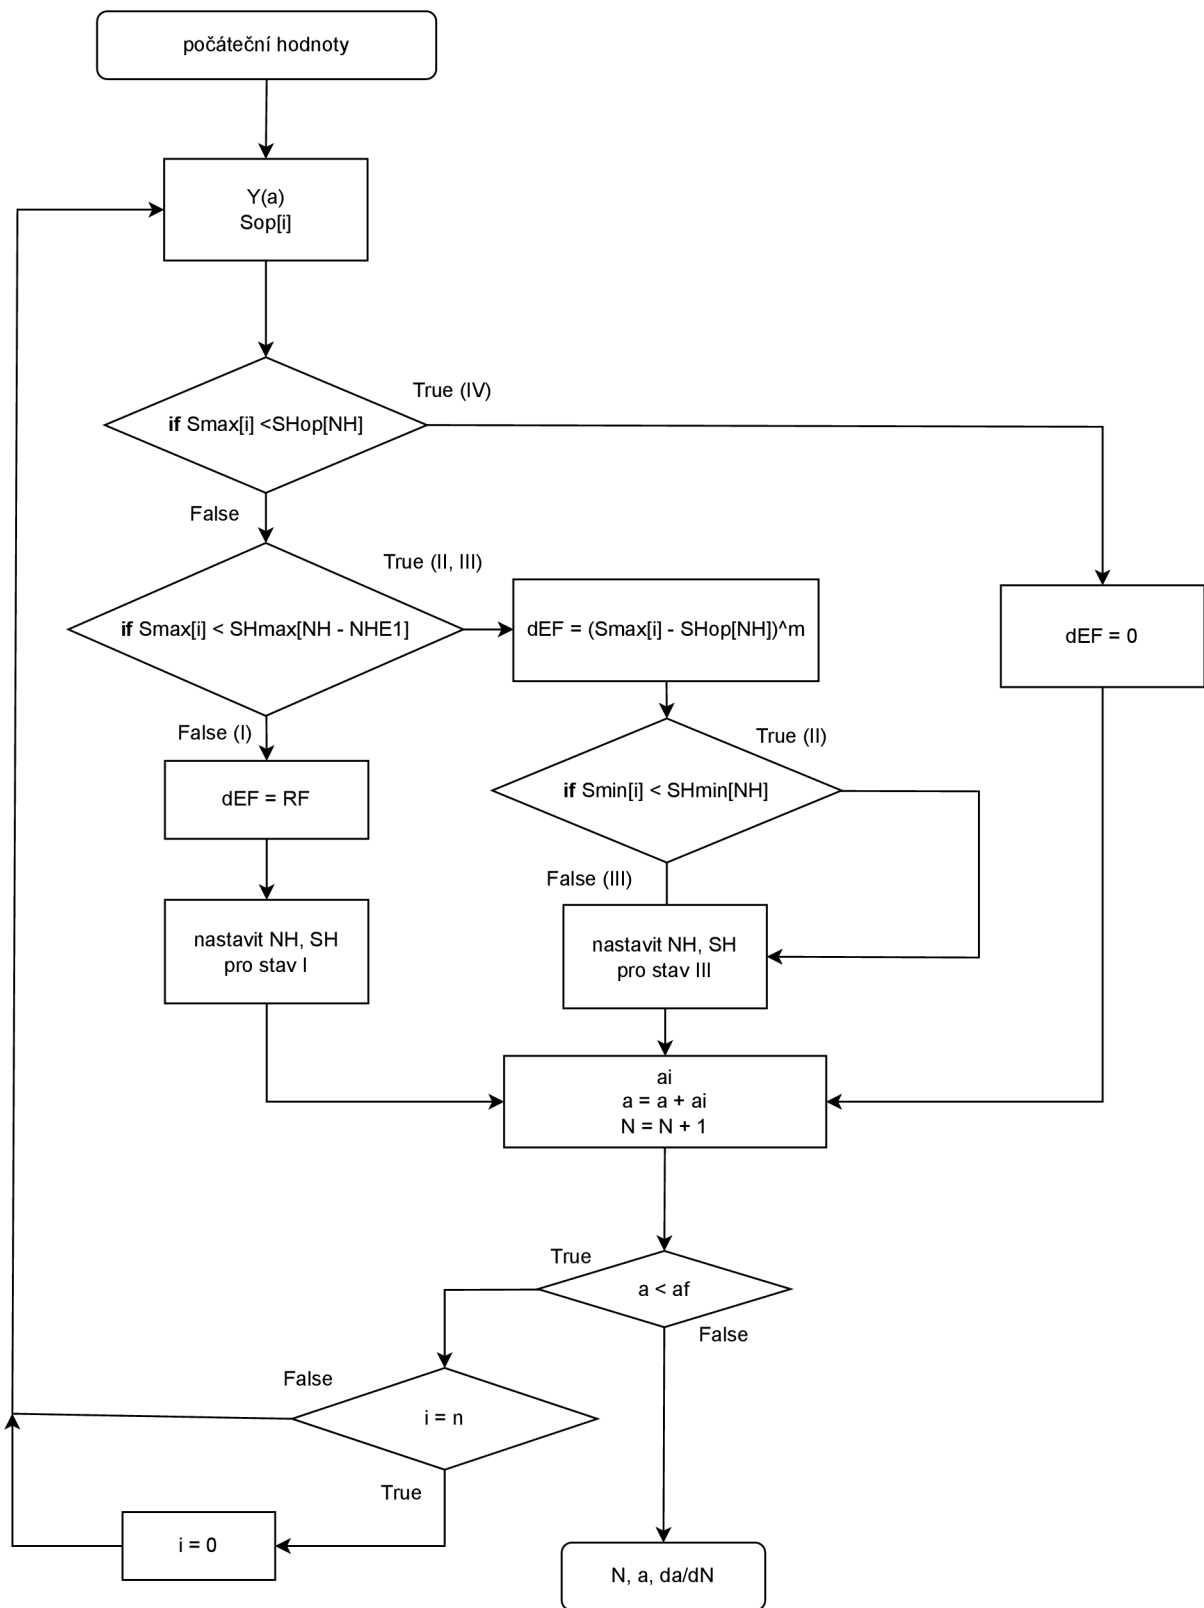 počáteční hodnoty
Y(a)
Sop[i]
True (IV)
if Smax[i] <SHop[NH]
False
True (II, III)
if Smax[i] < SHmax[NH - NHE1]
dEF = (Smax[i] - SHop[NH])^m
dEF = 0
False (I)
True (II)
dEF = RF
if Smin[i] < SHmin[NH]
False (III)
nastavit NH, SH
pro stav I
nastavit NH, SH
pro stav III
ai
a = a + ai
N = N + 1
True
a < af
False
False
i = n
True
i = 0
N, a, da/dN